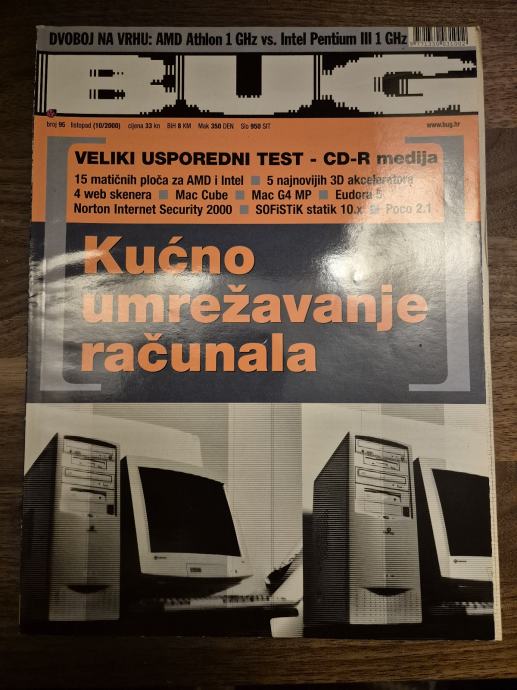 DVOBOJ NA VRHU: AMD Athlon 1 GHz vs. Intel Pentium III 1 GHz
BUG
broj 95 listopad (10/2000) cijena 33 kn BiH 8 KM Mak 350 DEN Slo 950 SIT www.bug.hr
VELIKI USPOREDNI TEST - CD-R medija
15 matičnih ploča za AMD i Intel ■ 5 najnovijih 3D akceleratora
4 web skenera ■ Mac Cube ■ Mac G4 MP ■ Eudora 5
Norton Internet Security 2000 ■ SOFiSTiK statik 10.x ■ Poco 2.1
Kućno
umrežavanje
računala